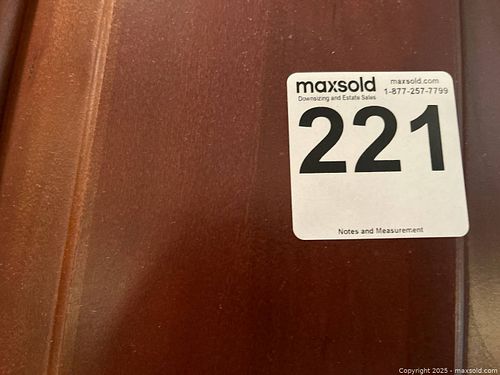 maxsold
Downsizing and Estate Sales
maxsold.com
1-877-257-7799
221
Notes and Measurement
Copyright 2025 - maxsold.com